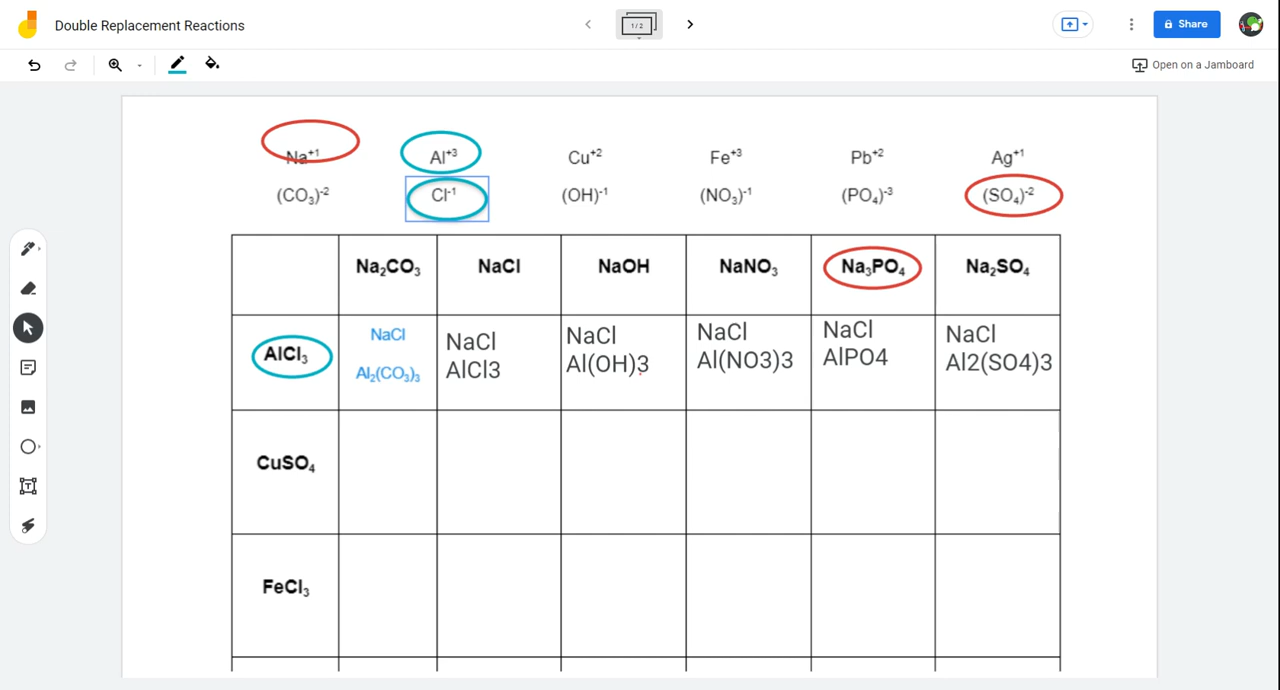 Double Replacement Reactions
1 / 2
Share
Open on a Jamboard
Na⁺¹ Al⁺³ Cu⁺² Fe⁺³ Pb⁺² Ag⁺¹
(CO₃)⁻² Cl⁻¹ (OH)⁻¹ (NO₃)⁻¹ (PO₄)⁻³ (SO₄)⁻²
Na₂CO₃ NaCl NaOH NaNO₃ Na₃PO₄ Na₂SO₄
AlCl₃
NaCl
Al₂(CO₃)₃
NaCl
AlCl3
NaCl
Al(OH)3
NaCl
Al(NO3)3
NaCl
AlPO4
NaCl
Al2(SO4)3
CuSO₄
FeCl₃